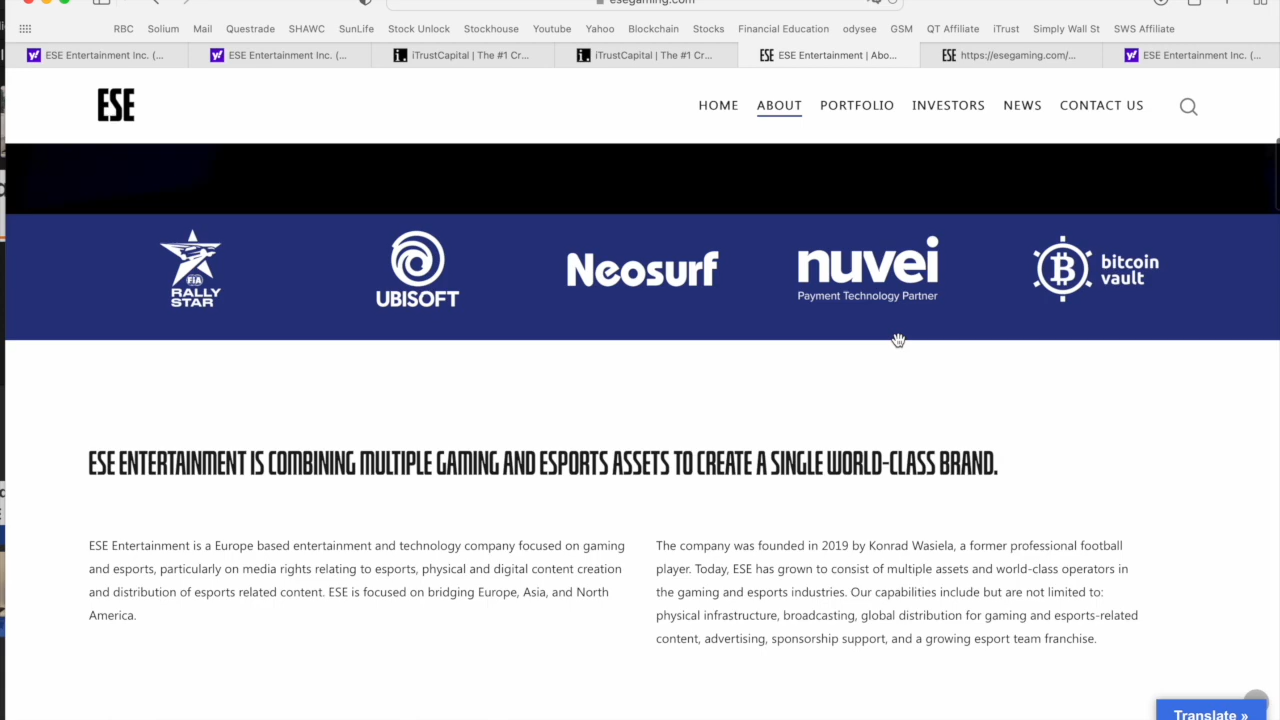 esegaming.com
RBC Solium Mail Questrade SHAWC SunLife Stock Unlock Stockhouse Youtube Yahoo Blockchain Stocks Financial Education odysee GSM QT Affiliate iTrust Simply Wall St SWS Affiliate
ESE Entertainment Inc. (... ESE Entertainment Inc. (... iTrustCapital | The #1 Cr... iTrustCapital | The #1 Cr... ESE ESE Entertainment | Abo... ESE https://esegaming.com/... ESE Entertainment Inc. (...
ESE HOME ABOUT PORTFOLIO INVESTORS NEWS CONTACT US
FIA RALLY STAR
UBISOFT
Neosurf
nuvei
Payment Technology Partner
bitcoin
vault
ESE ENTERTAINMENT IS COMBINING MULTIPLE GAMING AND ESPORTS ASSETS TO CREATE A SINGLE WORLD-CLASS BRAND.
ESE Entertainment is a Europe based entertainment and technology company focused on gaming
and esports, particularly on media rights relating to esports, physical and digital content creation
and distribution of esports related content. ESE is focused on bridging Europe, Asia, and North
America.
The company was founded in 2019 by Konrad Wasiela, a former professional football
player. Today, ESE has grown to consist of multiple assets and world-class operators in
the gaming and esports industries. Our capabilities include but are not limited to:
physical infrastructure, broadcasting, global distribution for gaming and esports-related
content, advertising, sponsorship support, and a growing esport team franchise.
Translate »